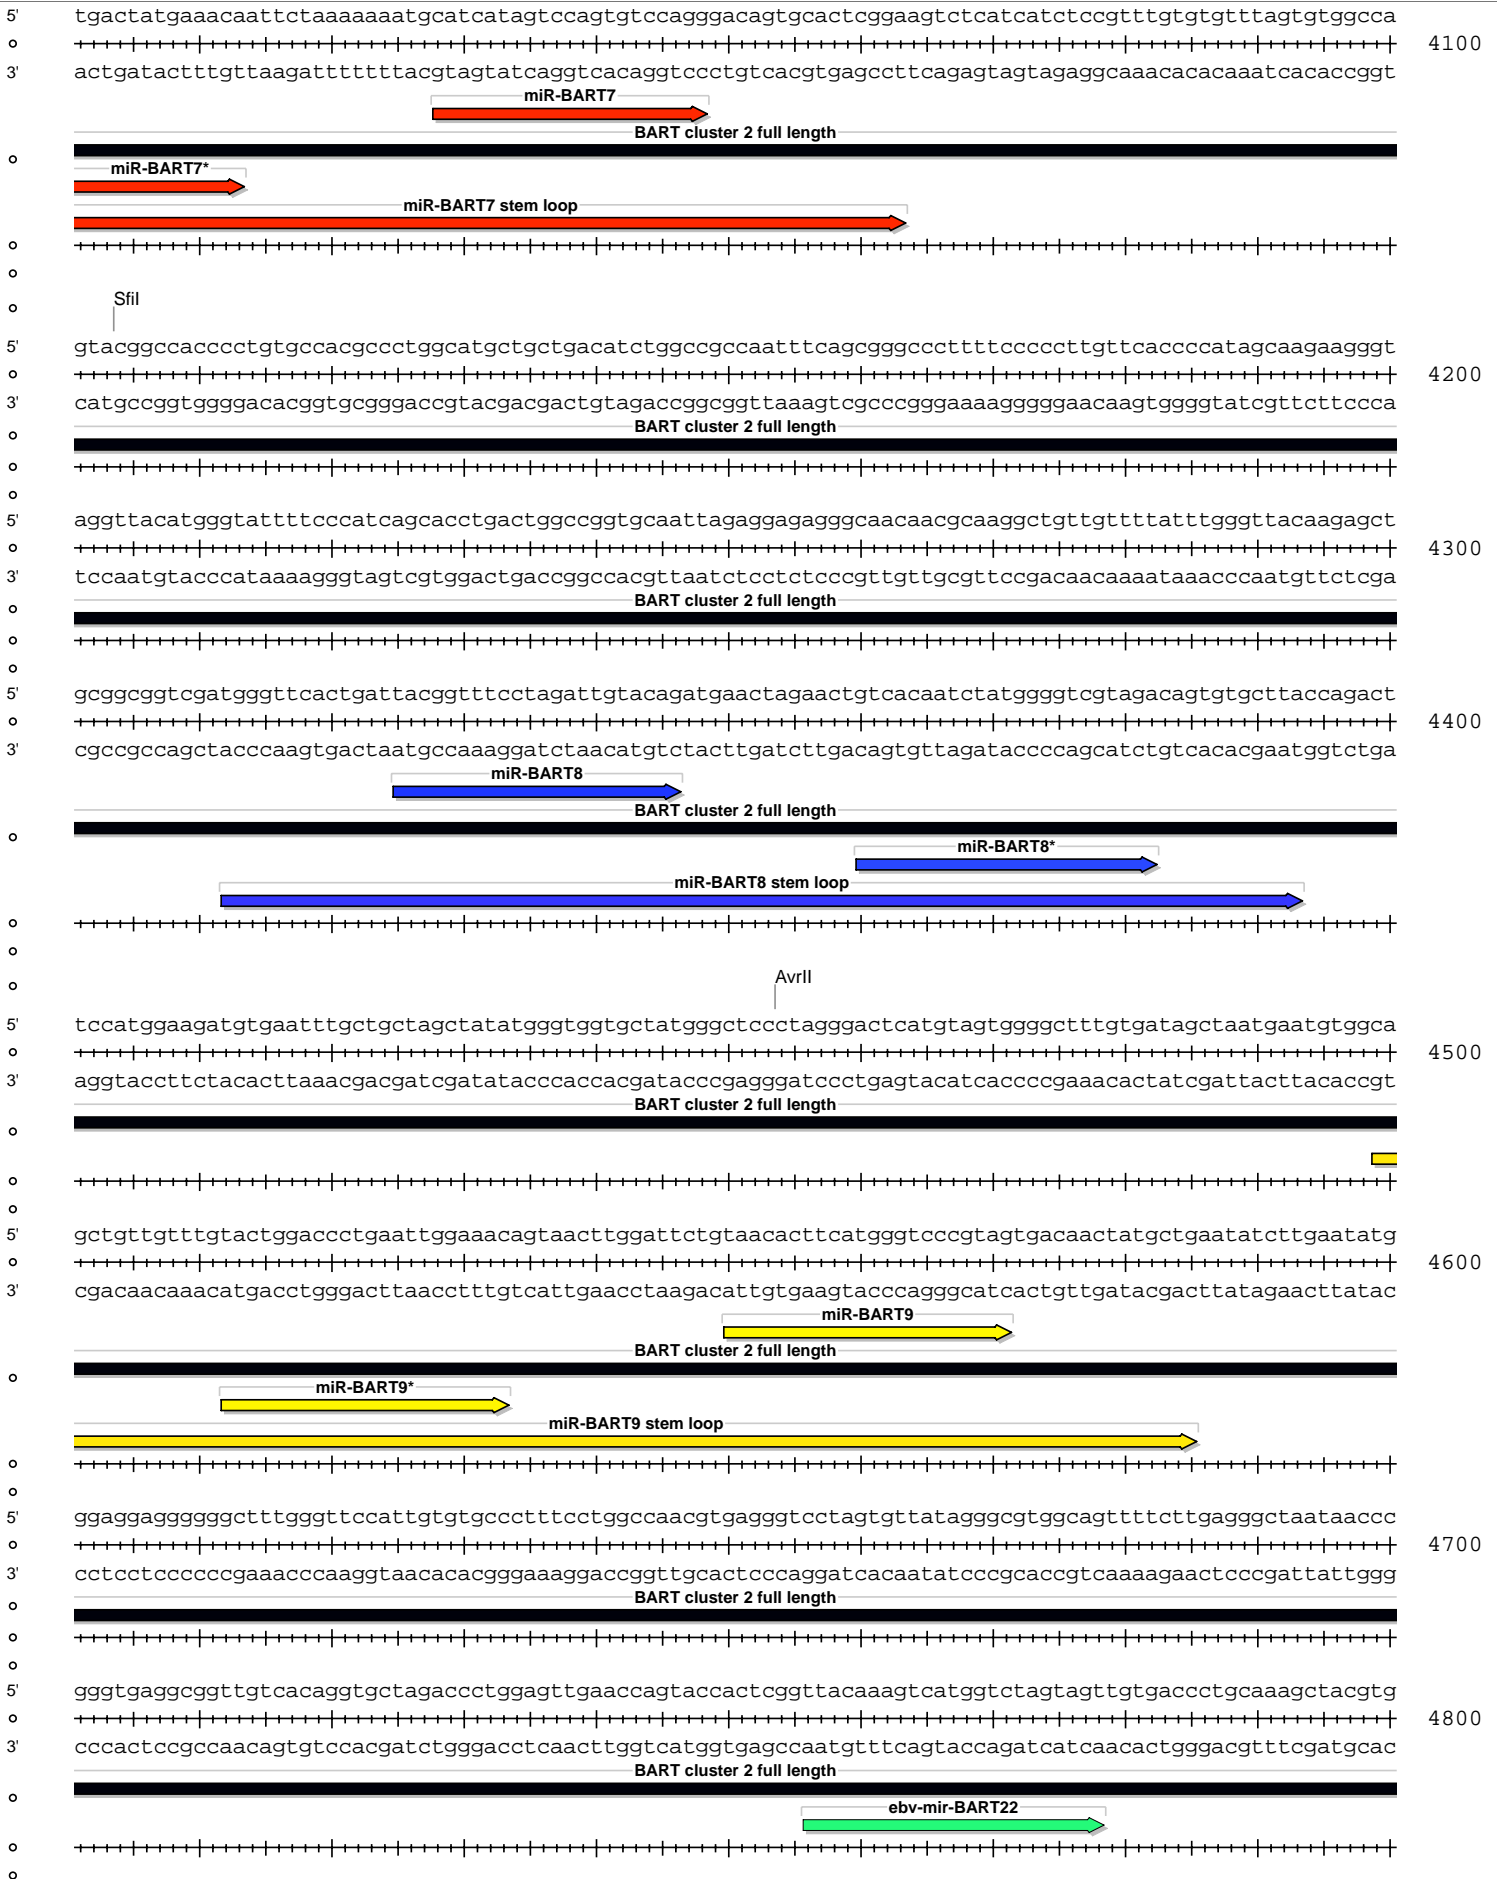 5' tgactatgaaacaattctaaaaaaatgcatcatagtccagtgtccagggacagtgcactcggaagtctcatcatctccgtttgtgtgtttagtgtggcca
4100
3' actgatactttgttaagatttttttacgtagtatcaggtcacaggtccctgtcacgtgagccttcagagtagtagaggcaaacacacaaatcacaccggt
miR-BART7
BART cluster 2 full length
miR-BART7*
miR-BART7 stem loop
SfiI
5' gtacggccacccctgtgccacgccctggcatgctgctgacatctggccgccaatttcagcgggcccttttcccccttgttcaccccatagcaagaagggt
4200
3' catgccggtggggacacggtgcgggaccgtacgacgactgtagaccggcggttaaagtcgcccgggaaaagggggaacaagtggggtatcgttcttccca
BART cluster 2 full length
5' aggttacatgggtattttcccatcagcacctgactggccggtgcaattagaggagagggcaacaacgcaaggctgttgttttatttgggttacaagagct
4300
3' tccaatgtacccataaaagggtagtcgtggactgaccggccacgttaatctcctctcccgttgttgcgttccgacaacaaaataaacccaatgttctcga
BART cluster 2 full length
5' gcggcggtcgatgggttcactgattacggtttcctagattgtacagatgaactagaactgtcacaatctatggggtcgtagacagtgtgcttaccagact
4400
3' cgccgccagctacccaagtgactaatgccaaaggatctaacatgtctacttgatcttgacagtgttagataccccagcatctgtcacacgaatggtctga
miR-BART8
BART cluster 2 full length
miR-BART8*
miR-BART8 stem loop
AvrII
5' tccatggaagatgtgaatttgctgctagctatatgggtggtgctatgggctccctagggactcatgtagtggggctttgtgatagctaatgaatgtggca
4500
3' aggtaccttctacacttaaacgacgatcgatatacccaccacgatacccgagggatccctgagtacatcaccccgaaacactatcgattacttacaccgt
BART cluster 2 full length
5' gctgttgtttgtactggaccctgaattggaaacagtaacttggattctgtaacacttcatgggtcccgtagtgacaactatgctgaatatcttgaatatg
4600
3' cgacaacaaacatgacctgggacttaacctttgtcattgaacctaagacattgtgaagtacccagggcatcactgttgatacgacttatagaacttatac
miR-BART9
BART cluster 2 full length
miR-BART9*
miR-BART9 stem loop
5' ggaggaggggggctttgggttccattgtgtgccctttcctggccaacgtgagggtcctagtgttatagggcgtggcagttttcttgagggctaataaccc
4700
3' cctcctccccccgaaacccaaggtaacacacgggaaaggaccggttgcactcccaggatcacaatatcccgcaccgtcaaaagaactcccgattattggg
BART cluster 2 full length
5' gggtgaggcggttgtcacaggtgctagaccctggagttgaaccagtaccactcggttacaaagtcatggtctagtagttgtgaccctgcaaagctacgtg
4800
3' cccactccgccaacagtgtccacgatctgggacctcaacttggtcatggtgagccaatgtttcagtaccagatcatcaacactgggacgtttcgatgcac
BART cluster 2 full length
ebv-mir-BART22